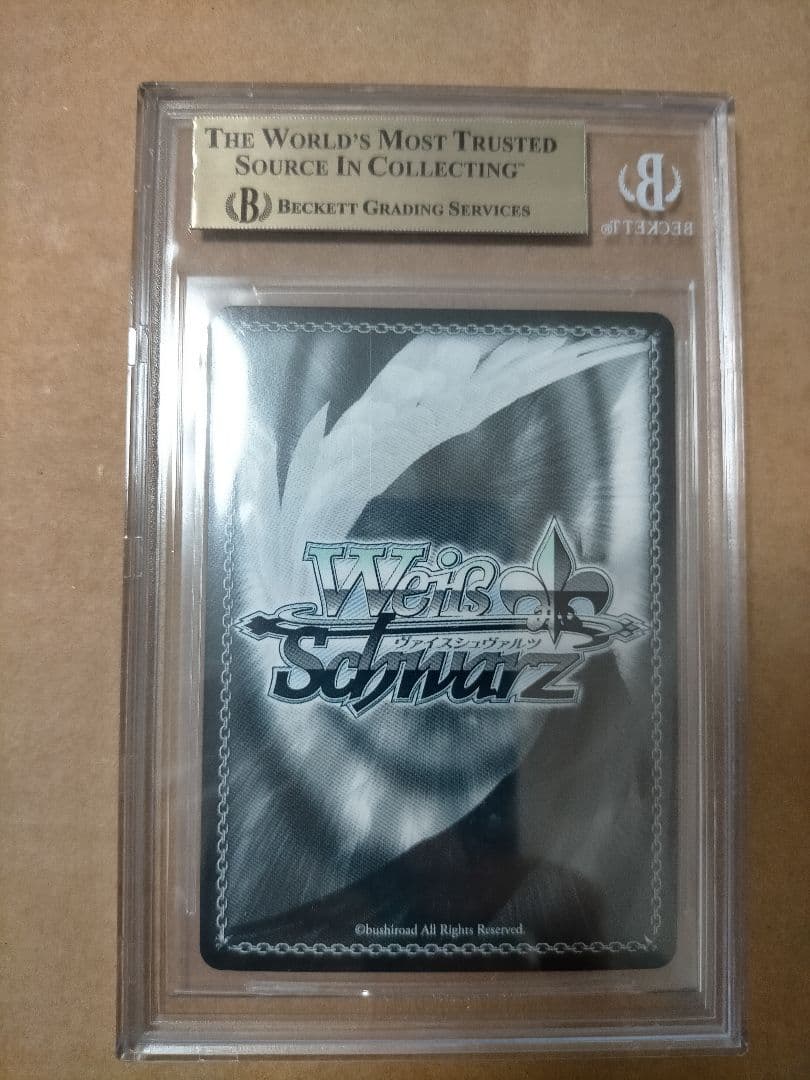 THE WORLD'S MOST TRUSTED
SOURCE IN COLLECTING™
B BECKETT GRADING SERVICES
B
BECKETT®
Weiß
ヴァイスシュヴァルツ
Schwarz
©bushiroad All Rights Reserved.